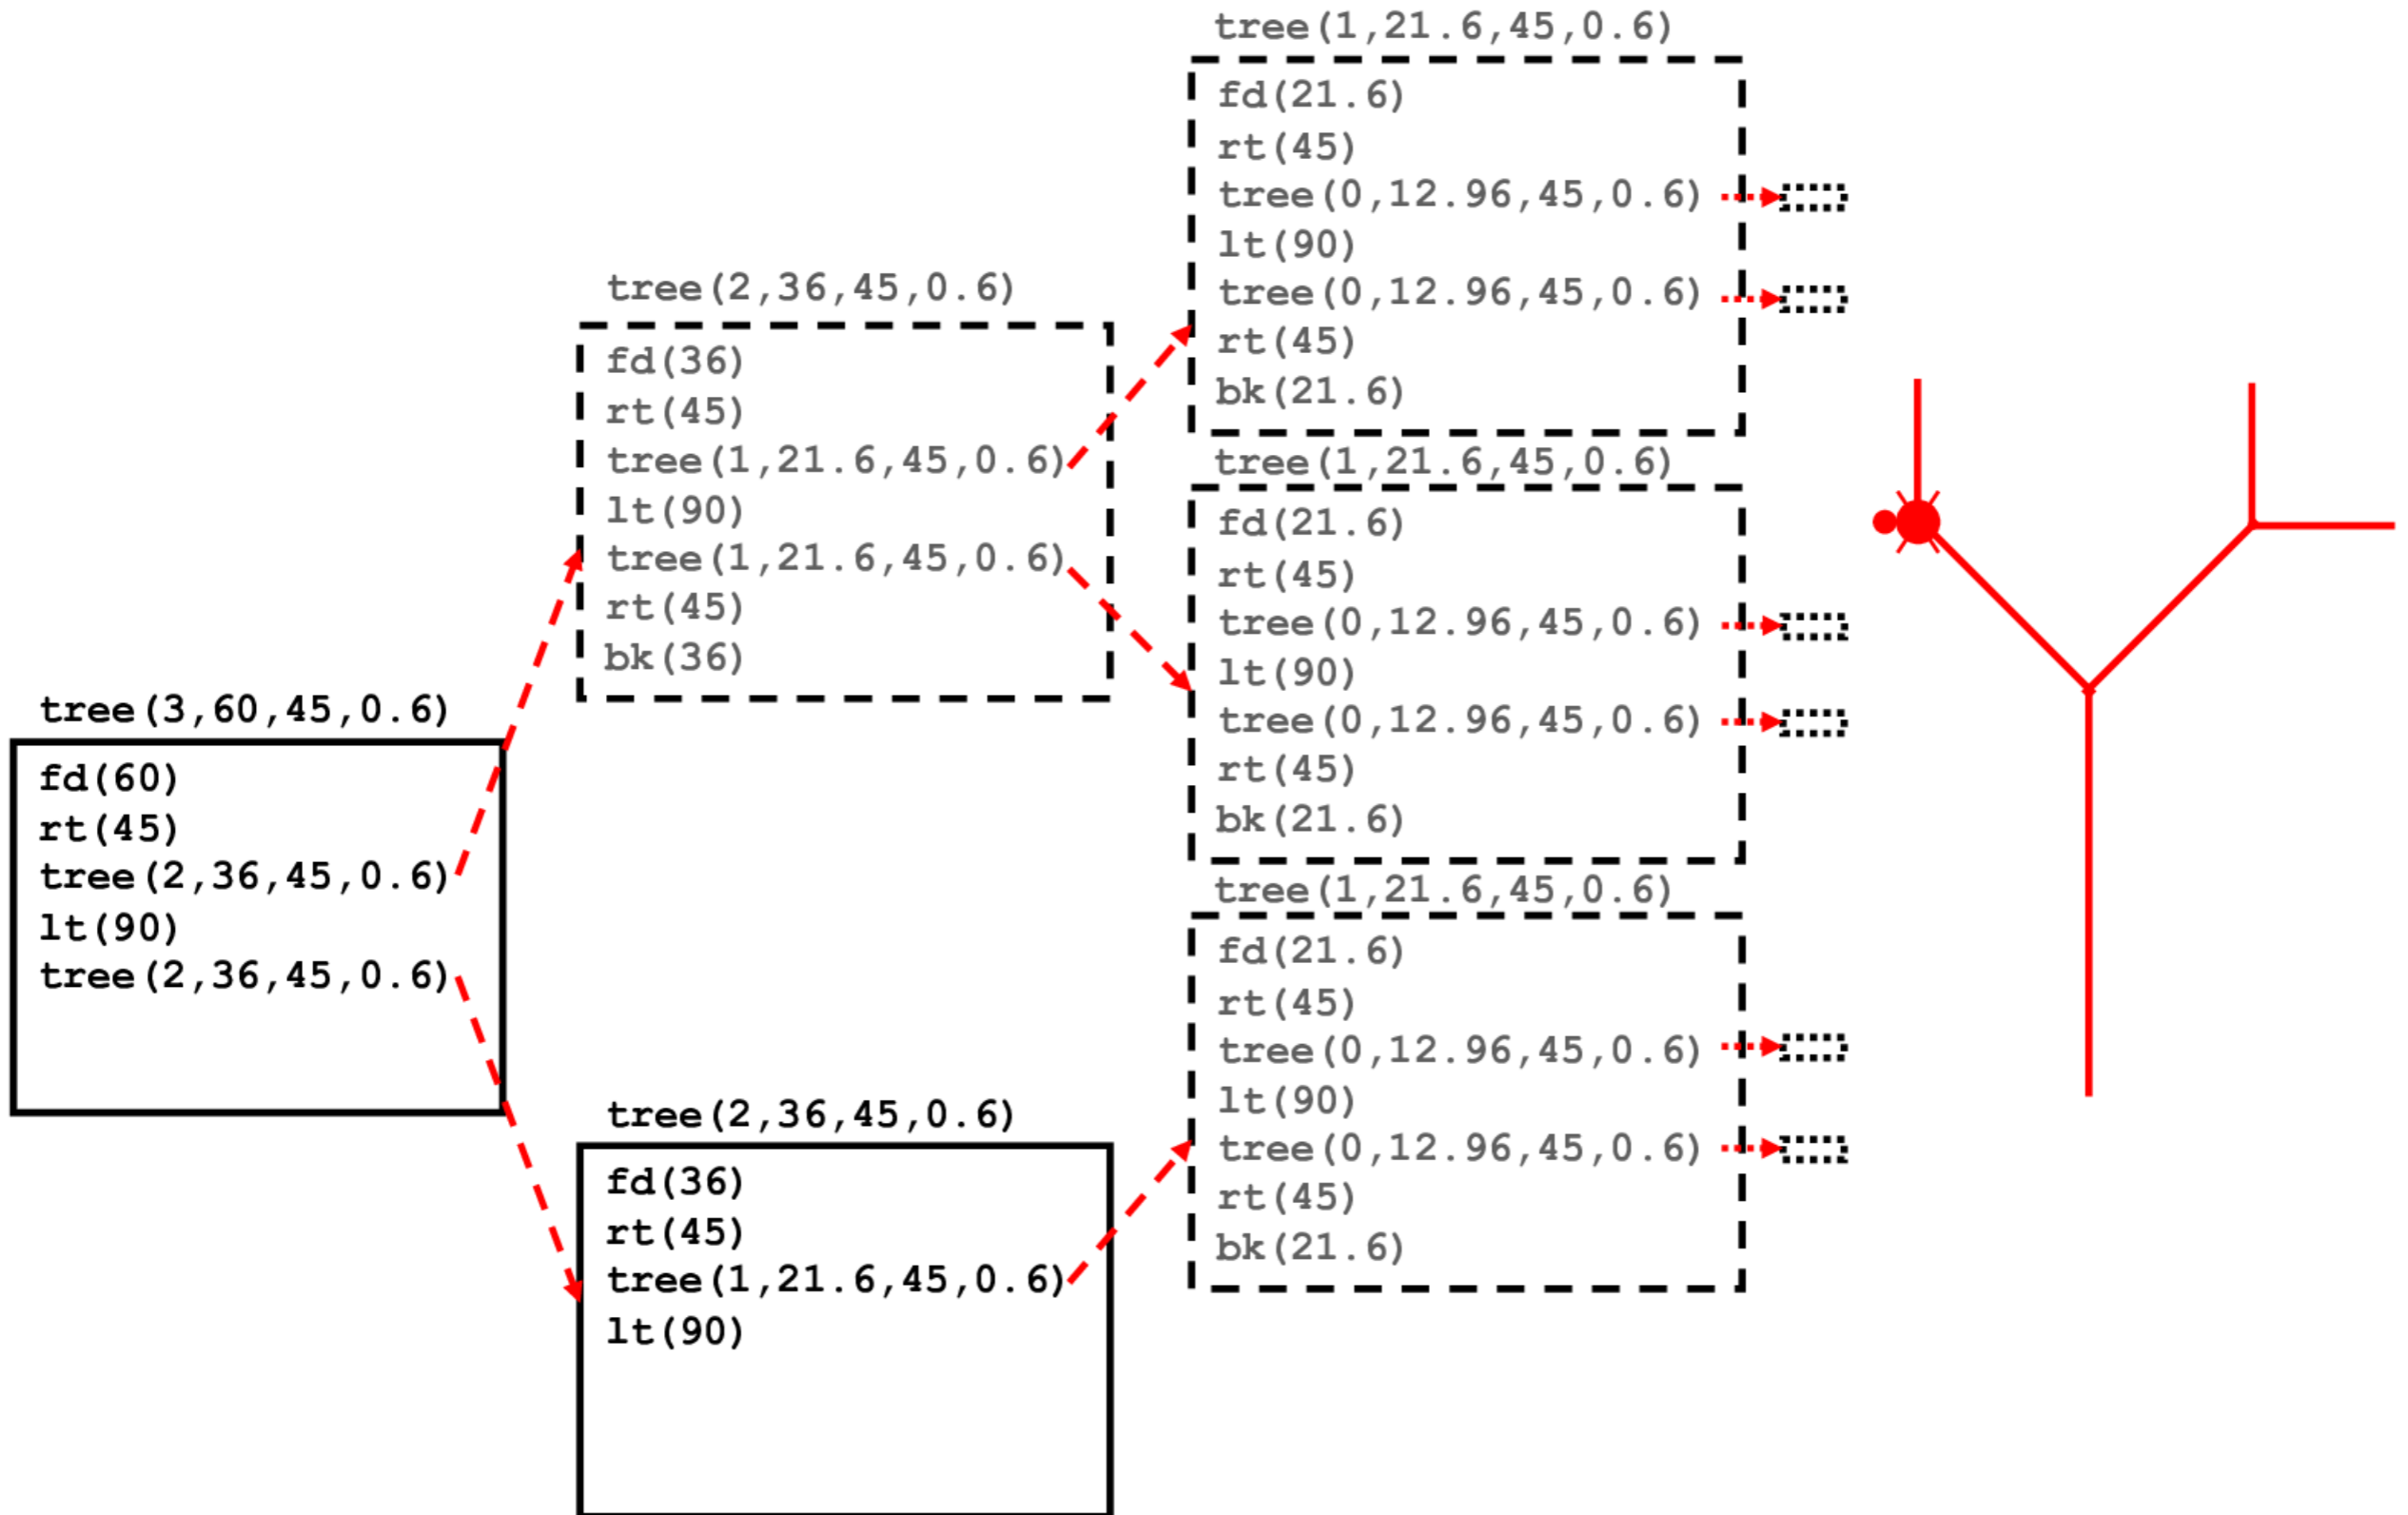 tree(3,60,45,0.6)
fd(60)
rt(45)
tree(2,36,45,0.6)
lt(90)
tree(2,36,45,0.6)
tree(2,36,45,0.6)
fd(36)
rt(45)
tree(1,21.6,45,0.6)
lt(90)
tree(1,21.6,45,0.6)
rt(45)
bk(36)
tree(1,21.6,45,0.6)
fd(21.6)
rt(45)
tree(0,12.96,45,0.6)
lt(90)
tree(0,12.96,45,0.6)
rt(45)
bk(21.6)
tree(1,21.6,45,0.6)
fd(21.6)
rt(45)
tree(0,12.96,45,0.6)
lt(90)
tree(0,12.96,45,0.6)
rt(45)
bk(21.6)
tree(2,36,45,0.6)
fd(36)
rt(45)
tree(1,21.6,45,0.6)
lt(90)
tree(1,21.6,45,0.6)
fd(21.6)
rt(45)
tree(0,12.96,45,0.6)
lt(90)
tree(0,12.96,45,0.6)
rt(45)
bk(21.6)